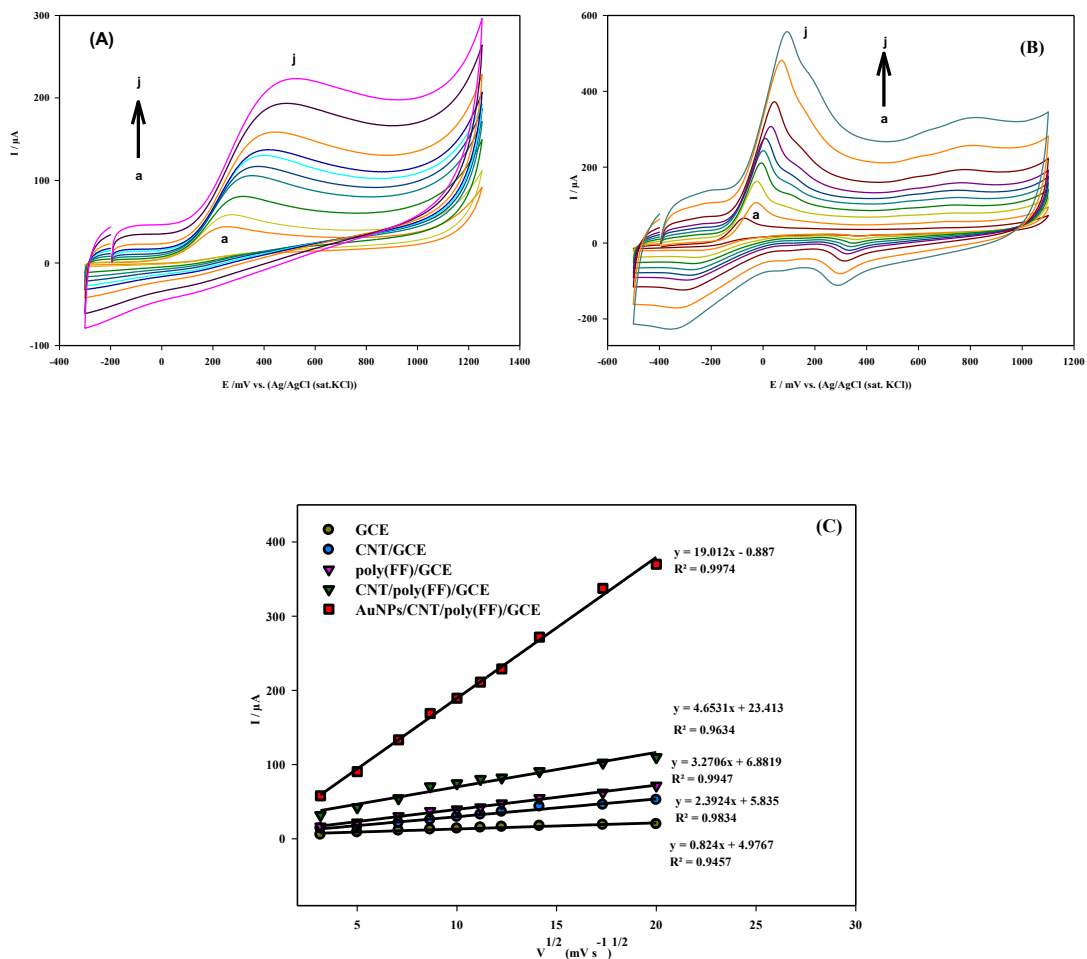 (A)
300
200
100
0
-100
I / µA
j
j
a
a
-400
-200
0
200
400
600
800
1000
1200
1400
E /mV vs. (Ag/AgCl (sat.KCl))
(B)
600
400
200
0
-200
I / µA
j
j
a
a
-600
-400
-200
0
200
400
600
800
1000
1200
E /mV vs. (Ag/AgCl (sat. KCl))
(C)
GCE
CNT/GCE
poly(FF)/GCE
CNT/poly(FF)/GCE
AuNPs/CNT/poly(FF)/GCE
400
300
200
100
0
I / µA
y = 19.012x - 0.887
R² = 0.9974
y = 4.6531x + 23.413
R² = 0.9634
y = 3.2706x + 6.8819
R² = 0.9947
y = 2.3924x + 5.835
R² = 0.9834
y = 0.824x + 4.9767
R² = 0.9457
5
10
15
20
25
30
V^1/2 (mV s^-1)^1/2